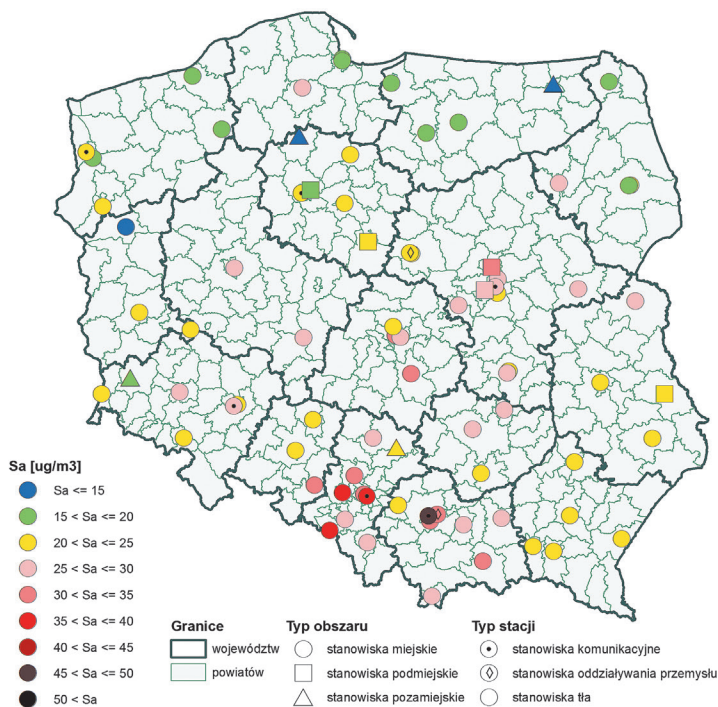 Sa [ug/m3]
Sa <= 15
15 < Sa <= 20
20 < Sa <= 25
25 < Sa <= 30
30 < Sa <= 35
35 < Sa <= 40
40 < Sa <= 45
45 < Sa <= 50
50 < Sa
Granice
województw
powiatów
Typ obszaru
stanowiska miejskie
stanowiska podmiejskie
stanowiska pozamiejskie
Typ stacji
stanowiska komunikacyjne
stanowiska oddziaływania przemysłu
stanowiska tła